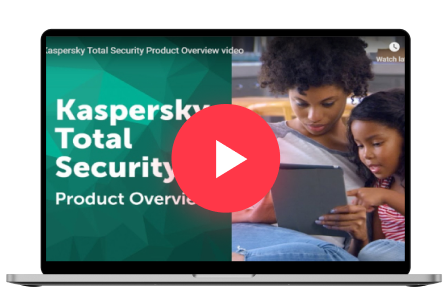 Kaspersky Total Security Product Overview video
Watch la
Kaspersky
Total
Security
Product Overvie